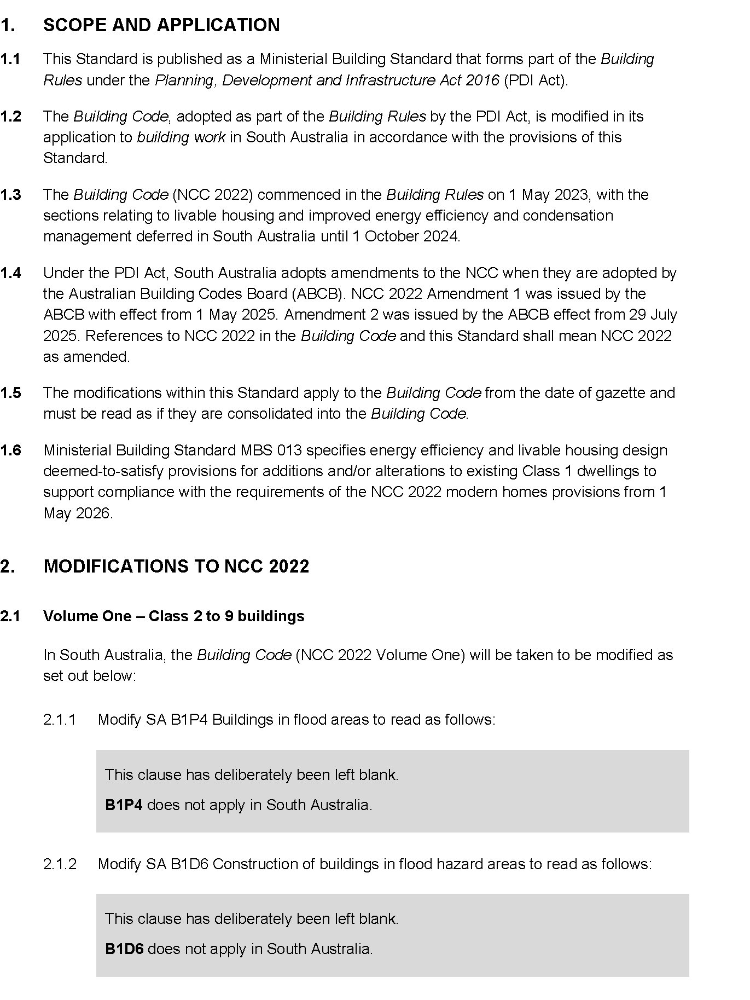 1. SCOPE AND APPLICATION
1.1 This Standard is published as a Ministerial Building Standard that forms part of the Building
Rules under the Planning, Development and Infrastructure Act 2016 (PDI Act).
1.2 The Building Code, adopted as part of the Building Rules by the PDI Act, is modified in its
application to building work in South Australia in accordance with the provisions of this
Standard.
1.3 The Building Code (NCC 2022) commenced in the Building Rules on 1 May 2023, with the
sections relating to livable housing and improved energy efficiency and condensation
management deferred in South Australia until 1 October 2024.
1.4 Under the PDI Act, South Australia adopts amendments to the NCC when they are adopted by
the Australian Building Codes Board (ABCB). NCC 2022 Amendment 1 was issued by the
ABCB with effect from 1 May 2025. Amendment 2 was issued by the ABCB effect from 29 July
2025. References to NCC 2022 in the Building Code and this Standard shall mean NCC 2022
as amended.
1.5 The modifications within this Standard apply to the Building Code from the date of gazette and
must be read as if they are consolidated into the Building Code.
1.6 Ministerial Building Standard MBS 013 specifies energy efficiency and livable housing design
deemed-to-satisfy provisions for additions and/or alterations to existing Class 1 dwellings to
support compliance with the requirements of the NCC 2022 modern homes provisions from 1
May 2026.
2. MODIFICATIONS TO NCC 2022
2.1 Volume One – Class 2 to 9 buildings
In South Australia, the Building Code (NCC 2022 Volume One) will be taken to be modified as
set out below:
2.1.1 Modify SA B1P4 Buildings in flood areas to read as follows:
This clause has deliberately been left blank.
B1P4 does not apply in South Australia.
2.1.2 Modify SA B1D6 Construction of buildings in flood hazard areas to read as follows:
This clause has deliberately been left blank.
B1D6 does not apply in South Australia.